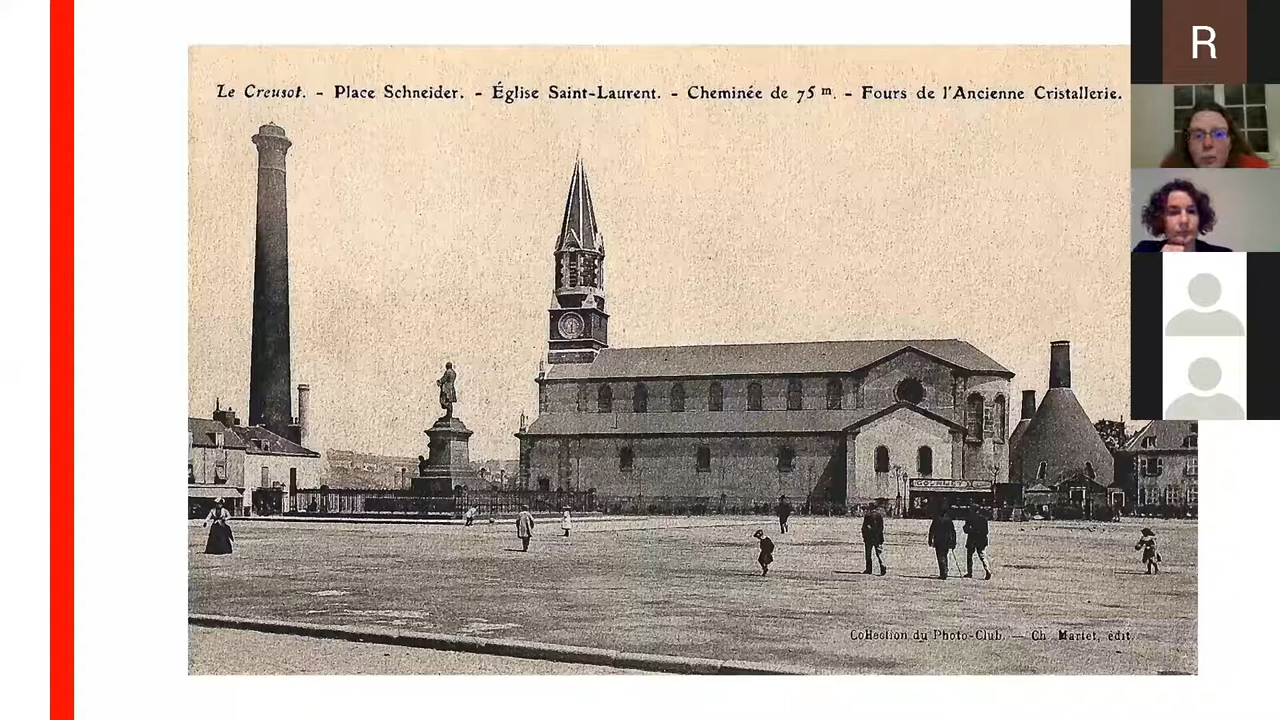 Le Creusot. - Place Schneider. - Église Saint-Laurent. - Cheminée de 75 m. - Fours de l'Ancienne Cristallerie.
R
Collection du Photo-Club. — Ch. Martet, édit.